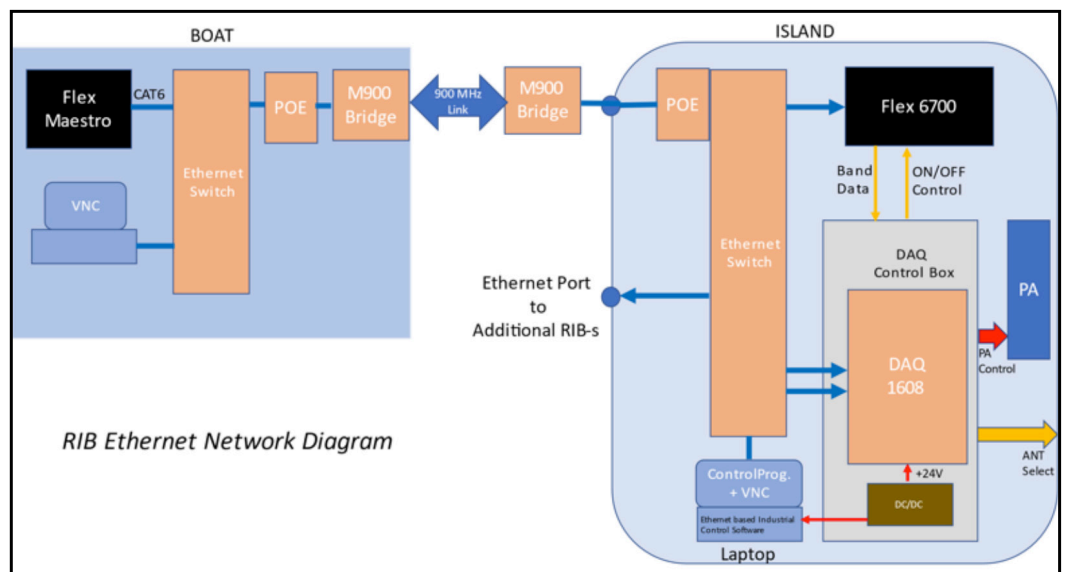 BOAT
Flex
Maestro
CAT6
Ethernet
Switch
POE
M900
Bridge
VNC
900 MHz
Link
M900
Bridge
ISLAND
POE
Ethernet
Switch
Flex 6700
Band
Data
ON/OFF
Control
DAQ
Control Box
DAQ
1608
PA
PA
Control
ANT
Select
+24V
DC/DC
Ethernet Port
to
Additional RIB-s
ControlProg.
+ VNC
Ethernet based Industrial
Control Software
Laptop
RIB Ethernet Network Diagram